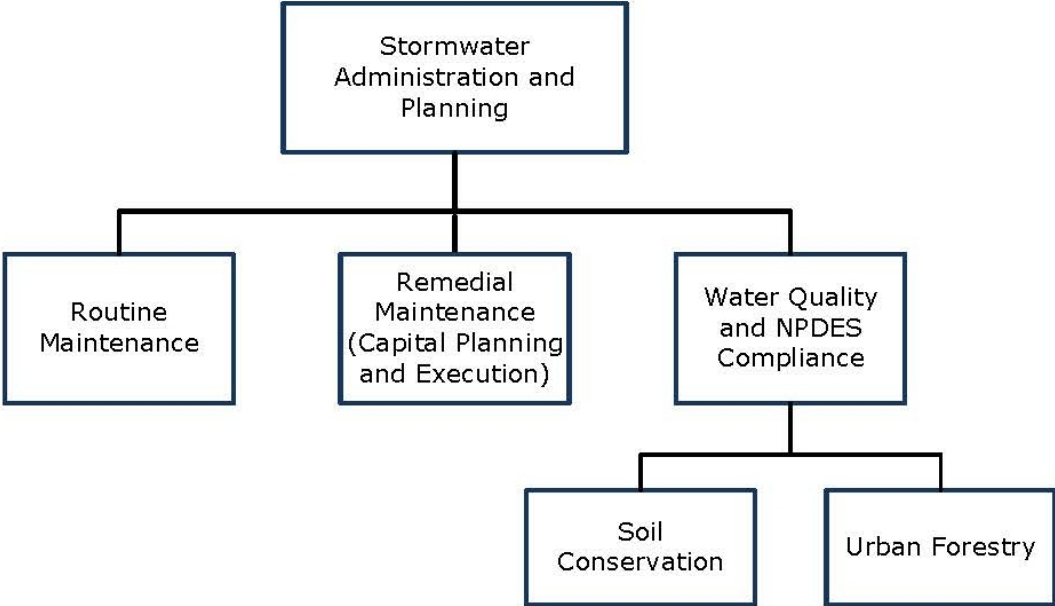 Stormwater
Administration and
Planning
Routine
Maintenance
Remedial
Maintenance
(Capital Planning
and Execution)
Water Quality
and NPDES
Compliance
Soil
Conservation
Urban Forestry